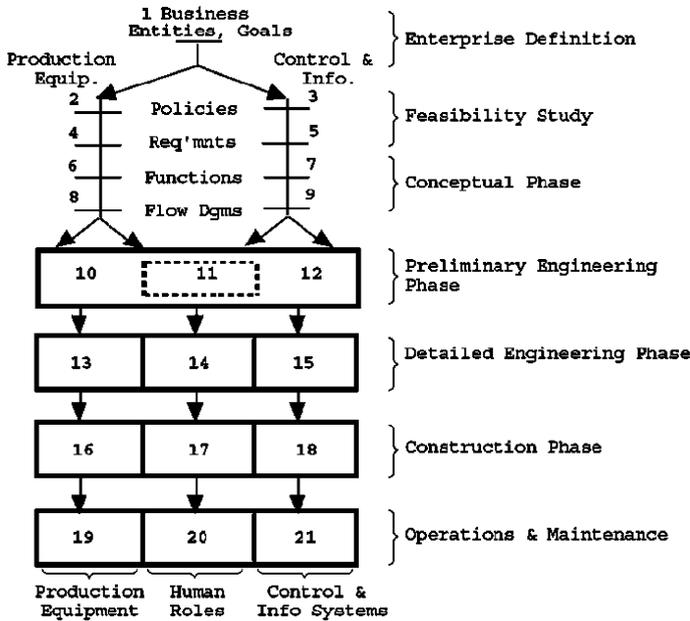 1 Business
Entities, Goals
Enterprise Definition
Production
Equip.
Control &
Info.
2
Policies
3
Feasibility Study
4
Req'mnts
5
6
Functions
7
Conceptual Phase
8
Flow Dgms
9
10
11
12
Preliminary Engineering
Phase
13
14
15
Detailed Engineering Phase
16
17
18
Construction Phase
19
20
21
Operations & Maintenance
Production
Equipment
Human
Roles
Control &
Info Systems